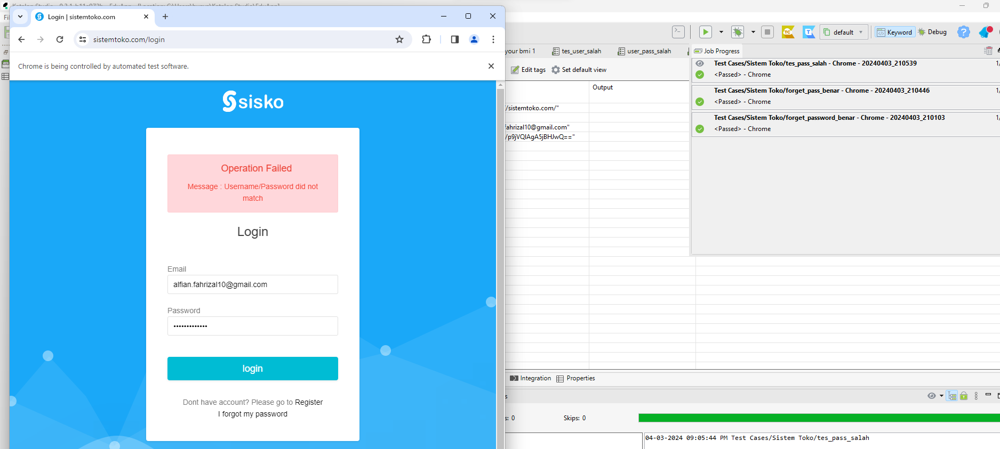 Login | sistemtoko.com
sistemtoko.com/login
Chrome is being controlled by automated test software.
sisko
Operation Failed
Message : Username/Password did not
match
Login
Email
alfian.fahrizal10@gmail.com
Password
login
Dont have account? Please go to Register
I forgot my password
default
Keyword
Debug
your bmi 1
tes_user_salah
user_pass_salah
Edit tags
Set default view
Output
/sistemtoko.com/"
fahrizal10@gmail.com"
/p9jVQIAgA5jBHJwQ=="
Job Progress
Test Cases/Sistem Toko/tes_pass_salah - Chrome - 20240403_210539
<Passed> - Chrome
Test Cases/Sistem Toko/forget_pass_benar - Chrome - 20240403_210446
<Passed> - Chrome
Test Cases/Sistem Toko/forget_password_benar - Chrome - 20240403_210103
<Passed> - Chrome
Integration
Properties
s: 0
Skips: 0
04-03-2024 09:05:44 PM Test Cases/Sistem Toko/tes_pass_salah